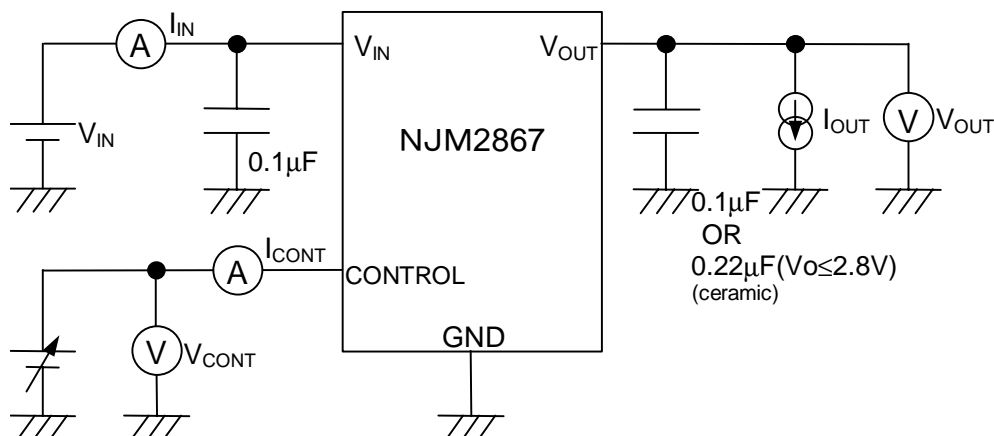 I_IN
A
V_IN
0.1µF
V_IN
V_OUT
NJM2867
I_OUT
V
V_OUT
0.1µF
OR
0.22µF(Vo≤2.8V)
(ceramic)
I_CONT
A
CONTROL
V
V_CONT
GND